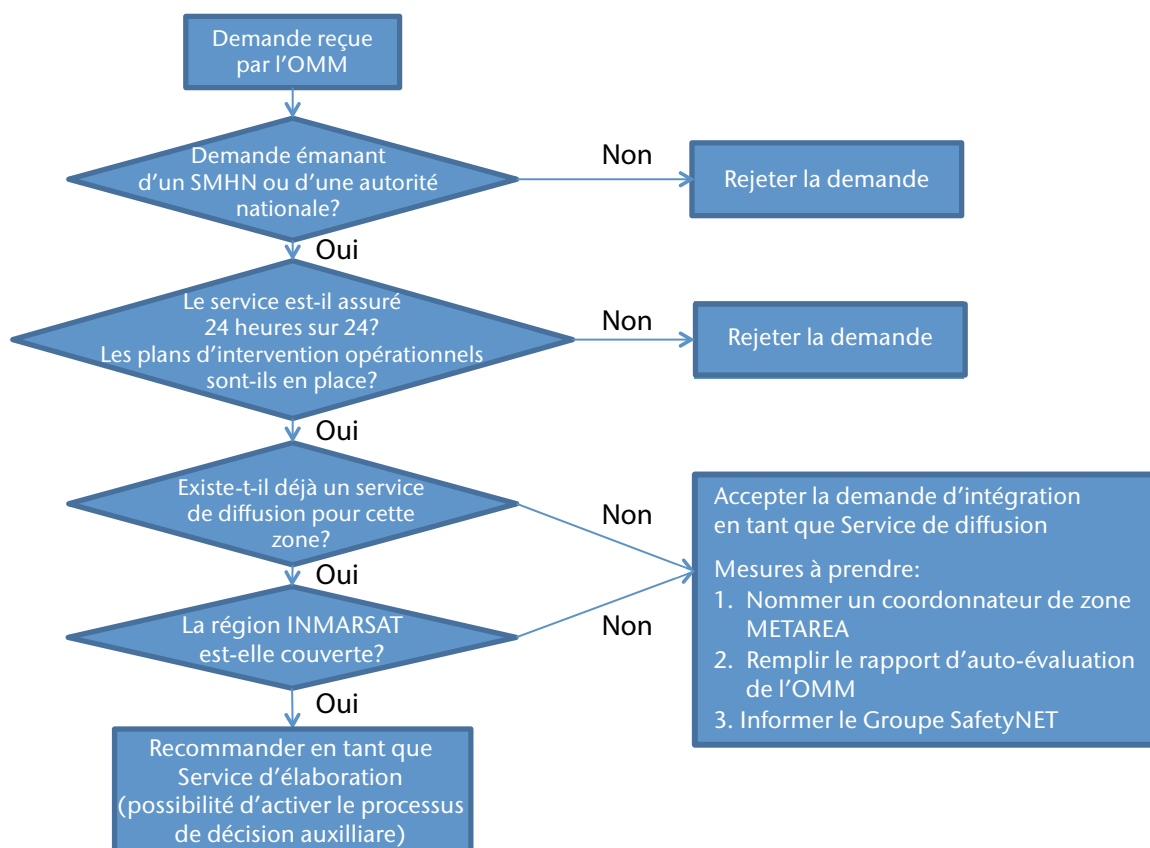 Demande reçue
par l'OMM
Demande émanant
d'un SMHN ou d'une autorité
nationale?
Non
Rejeter la demande
Oui
Le service est-il assuré
24 heures sur 24?
Les plans d'intervention opérationnels
sont-ils en place?
Non
Rejeter la demande
Oui
Existe-t-il déjà un service
de diffusion pour cette
zone?
Non
Oui
La région INMARSAT
est-elle couverte?
Non
Accepter la demande d'intégration
en tant que Service de diffusion
Mesures à prendre:
1. Nommer un coordonnateur de zone
METAREA
2. Remplir le rapport d'auto-évaluation
de l'OMM
3. Informer le Groupe SafetyNET
Oui
Recommander en tant que
Service d'élaboration
(possibilité d'activer le processus
de décision auxilliare)